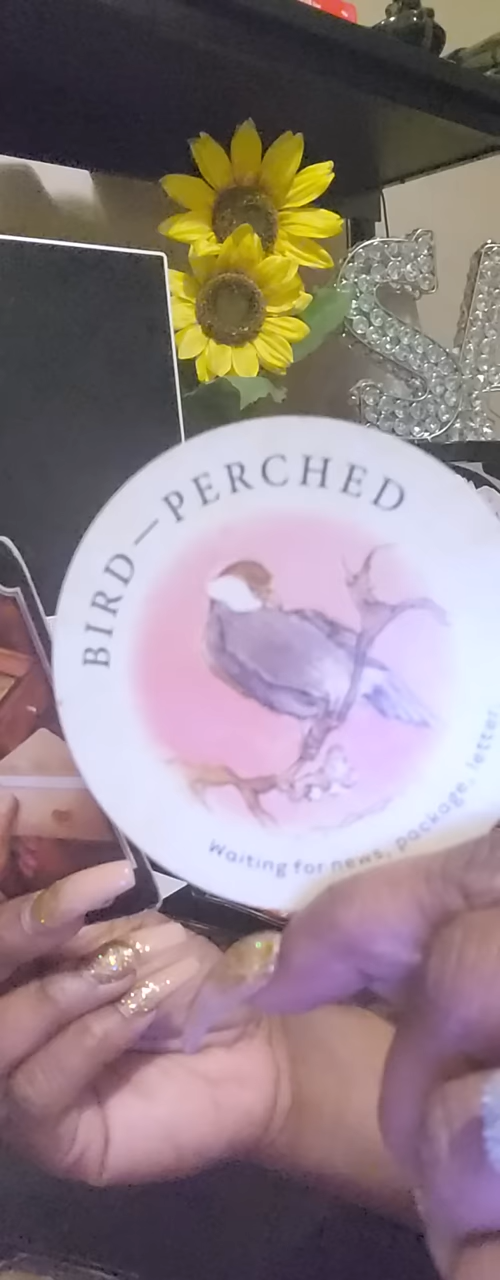 BIRD—PERCHED
Waiting for news, package, letter
S